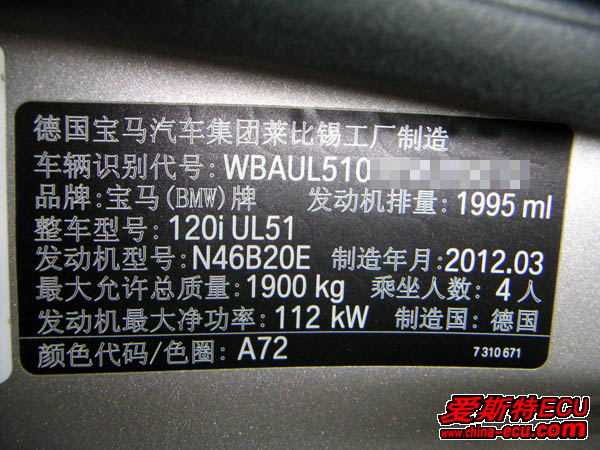 德国宝马汽车集团莱比锡工厂制造
车辆识别代号: WBAUL510
品牌: 宝马(BMW)牌 发动机排量: 1995 ml
整车型号: 120i UL51
发动机型号: N46B20E 制造年月: 2012.03
最大允许总质量: 1900 kg 乘坐人数: 4 人
发动机最大净功率: 112 kW 制造国: 德国
颜色代码/色圈: A72 7 310 671
爱斯特ECU
www.china-ecu.com